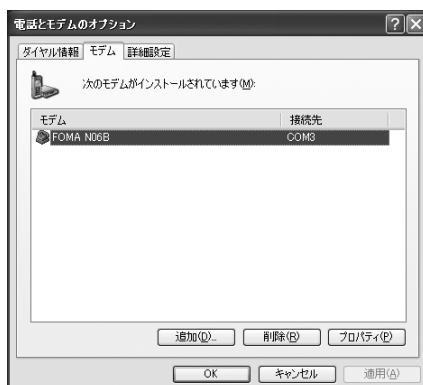 電話とモデムのオプション
ダイヤル情報 モデム 詳細設定
次のモデムがインストールされています(M):
モデム 接続先
FOMA N06B COM3
追加(D)... 削除(R) プロパティ(P)
OK キャンセル 適用(A)